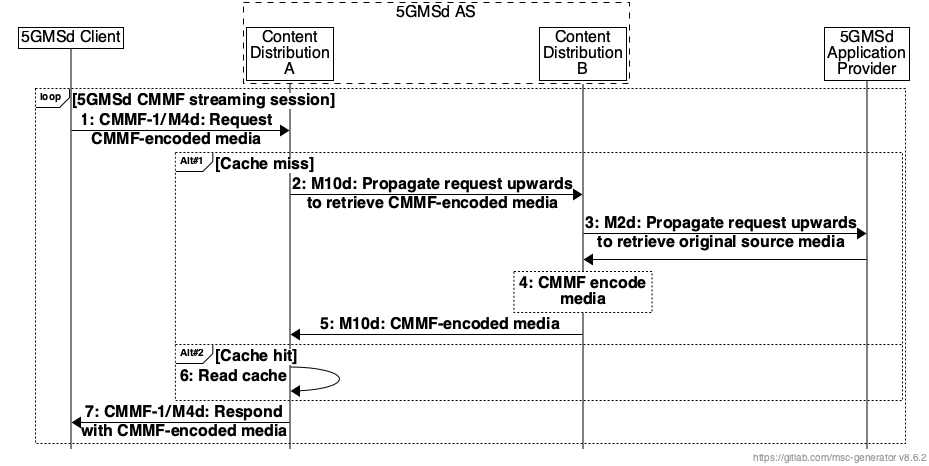 5GMSd AS
5GMSd Client
Content
Distribution
A
Content
Distribution
B
5GMSd
Application
Provider
loop
[5GMSd CMMF streaming session]
1: CMMF-1/M4d: Request
CMMF-encoded media
Alt#1
[Cache miss]
2: M10d: Propagate request upwards
to retrieve CMMF-encoded media
3: M2d: Propagate request upwards
to retrieve original source media
4: CMMF encode
media
5: M10d: CMMF-encoded media
Alt#2
[Cache hit]
6: Read cache
7: CMMF-1/M4d: Respond
with CMMF-encoded media
https://gitlab.com/msc-generator v8.6.2